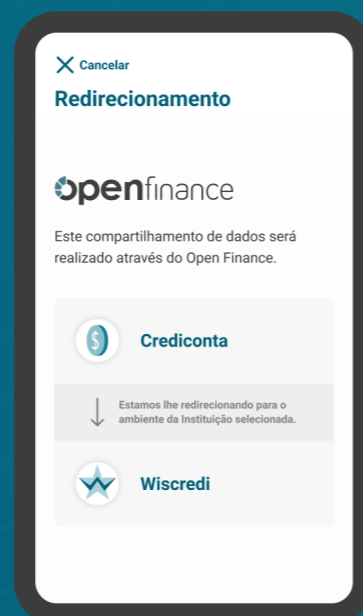 Cancelar
Redirecionamento
openfinance
Este compartilhamento de dados será
realizado através do Open Finance.
$
Crediconta
Estamos lhe redirecionando para o
ambiente da Instituição selecionada.
Wiscredi